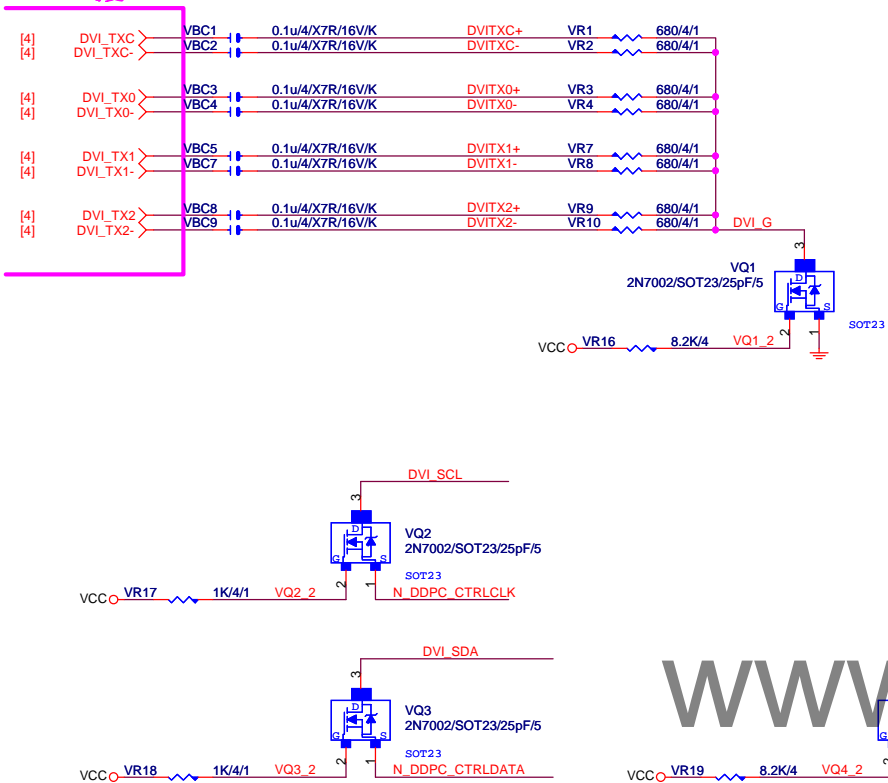 [4] DVI_TXC VBC1 0.1u/4/X7R/16V/K DVITXC+ VR1 680/4/1
[4] DVI_TXC- VBC2 0.1u/4/X7R/16V/K DVITXC- VR2 680/4/1
[4] DVI_TX0 VBC3 0.1u/4/X7R/16V/K DVITX0+ VR3 680/4/1
[4] DVI_TX0- VBC4 0.1u/4/X7R/16V/K DVITX0- VR4 680/4/1
[4] DVI_TX1 VBC5 0.1u/4/X7R/16V/K DVITX1+ VR7 680/4/1
[4] DVI_TX1- VBC7 0.1u/4/X7R/16V/K DVITX1- VR8 680/4/1
[4] DVI_TX2 VBC8 0.1u/4/X7R/16V/K DVITX2+ VR9 680/4/1
[4] DVI_TX2- VBC9 0.1u/4/X7R/16V/K DVITX2- VR10 680/4/1 DVI_G
3
VQ1
2N7002/SOT23/25pF/5
D
G S
SOT23
2 1
VCC VR16 8.2K/4 VQ1_2
DVI_SCL
3
VQ2
2N7002/SOT23/25pF/5
D
G S
SOT23
2 1
VCC VR17 1K/4/1 VQ2_2 N_DDPC_CTRLCLK
DVI_SDA
3
VQ3
2N7002/SOT23/25pF/5
D
G S
SOT23
2 1
VCC VR18 1K/4/1 VQ3_2 N_DDPC_CTRLDATA
www
G
2
VCC VR19 8.2K/4 VQ4_2